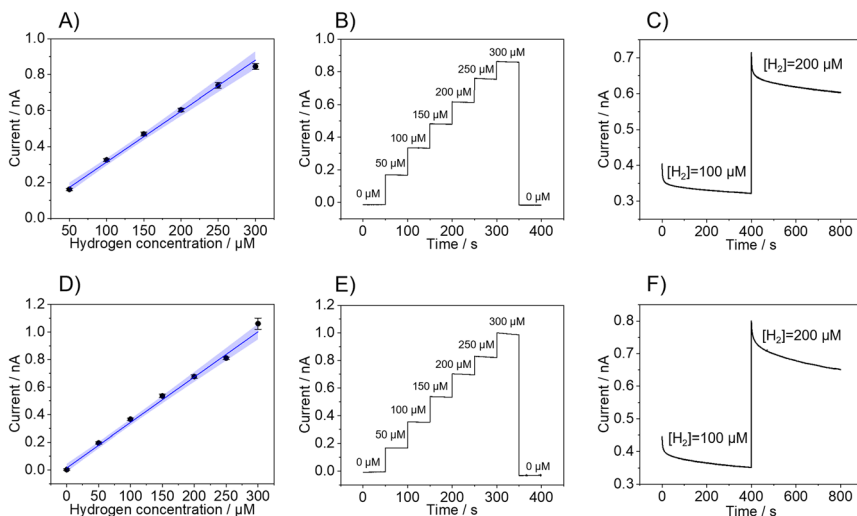 A)
Current / nA
1.0
0.8
0.6
0.4
0.2
0.0
50 100 150 200 250 300
Hydrogen concentration / µM
B)
Current / nA
1.0
0.8
0.6
0.4
0.2
0.0
0 µM
50 µM
100 µM
150 µM
200 µM
250 µM
300 µM
0 µM
0 100 200 300 400
Time / s
C)
Current / nA
0.7
0.6
0.5
0.4
0.3
[H₂]=100 µM
[H₂]=200 µM
0 200 400 600 800
Time / s
D)
Current / nA
1.2
1.0
0.8
0.6
0.4
0.2
0.0
0 50 100 150 200 250 300
Hydrogen concentration / µM
E)
Current / nA
1.2
1.0
0.8
0.6
0.4
0.2
0.0
0 µM
50 µM
100 µM
150 µM
200 µM
250 µM
300 µM
0 µM
0 100 200 300 400
Time / s
F)
Current / nA
0.8
0.7
0.6
0.5
0.4
0.3
[H₂]=100 µM
[H₂]=200 µM
0 200 400 600 800
Time / s